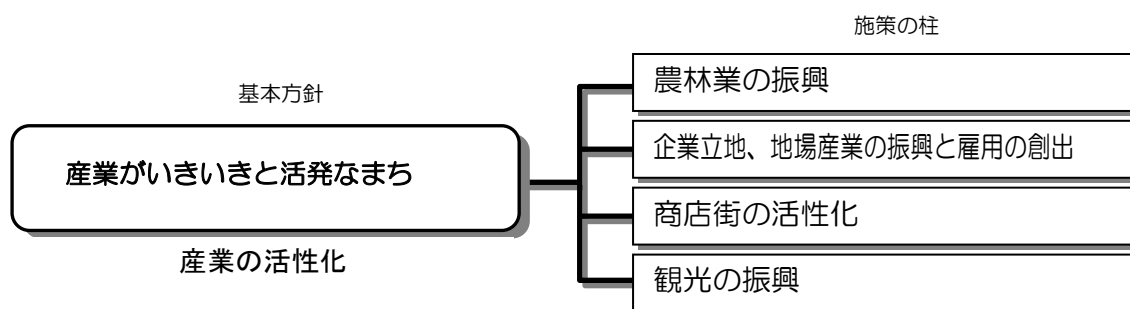 施策の柱
基本方針
産業がいきいきと活発なまち
産業の活性化
農林業の振興
企業立地、地場産業の振興と雇用の創出
商店街の活性化
観光の振興